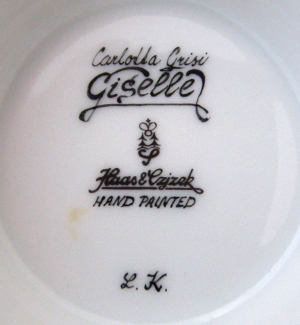 Carlotta Grisi
Giselle
Haas & Czjzek
HAND PAINTED
L. K.